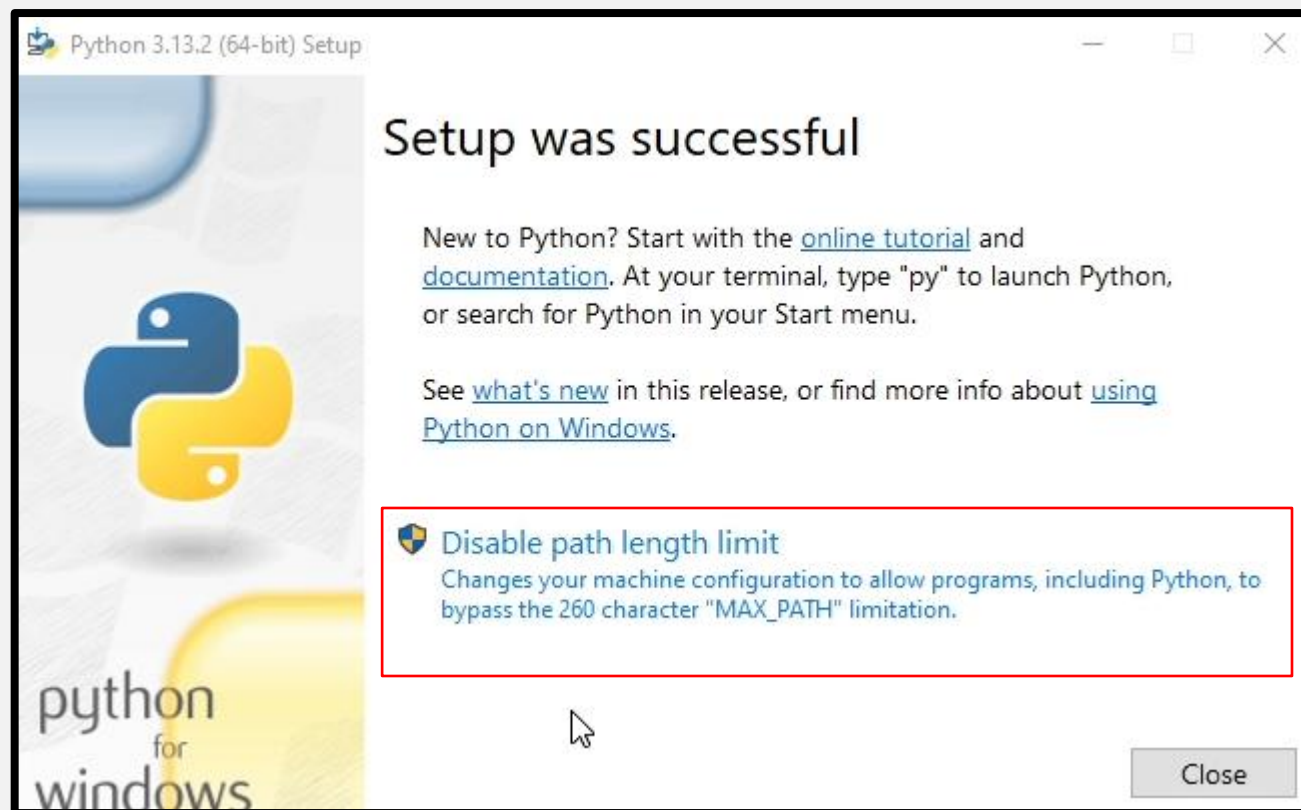 Python 3.13.2 (64-bit) Setup
Setup was successful
New to Python? Start with the online tutorial and
documentation. At your terminal, type "py" to launch Python,
or search for Python in your Start menu.
See what's new in this release, or find more info about using
Python on Windows.
Disable path length limit
Changes your machine configuration to allow programs, including Python, to
bypass the 260 character "MAX_PATH" limitation.
python
for
windows
Close